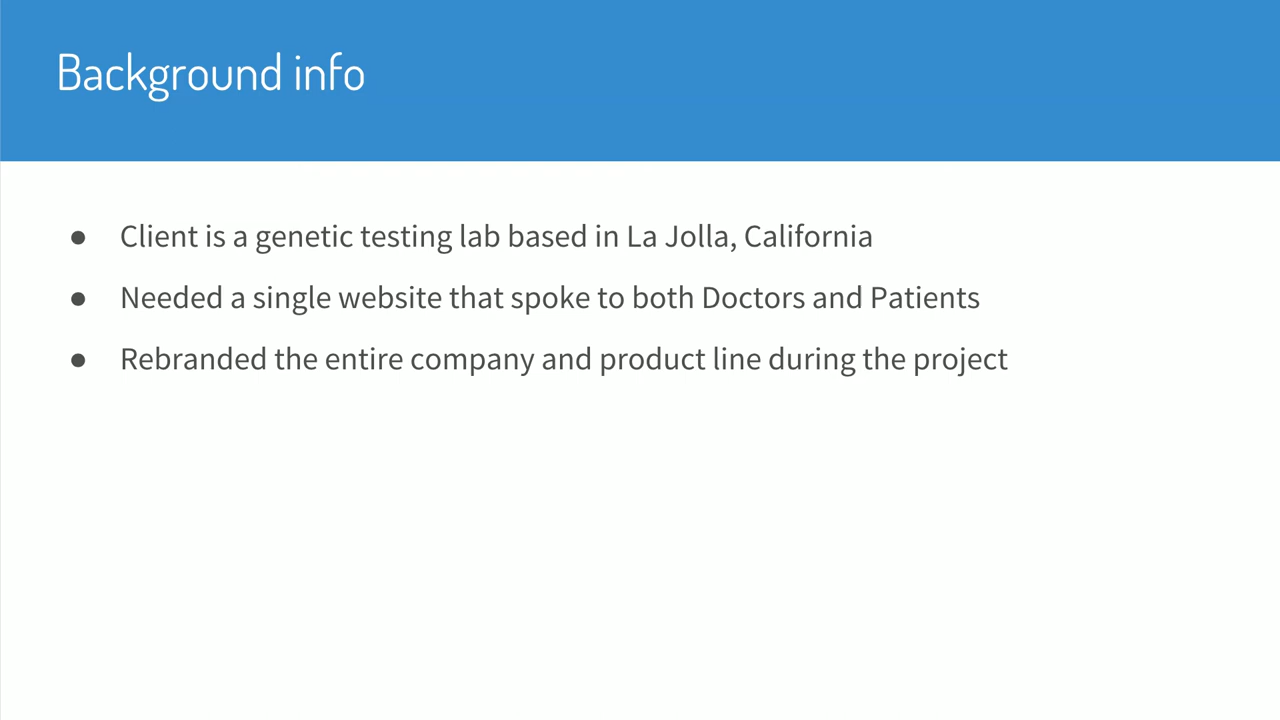 Background info
● Client is a genetic testing lab based in La Jolla, California
● Needed a single website that spoke to both Doctors and Patients
● Rebranded the entire company and product line during the project